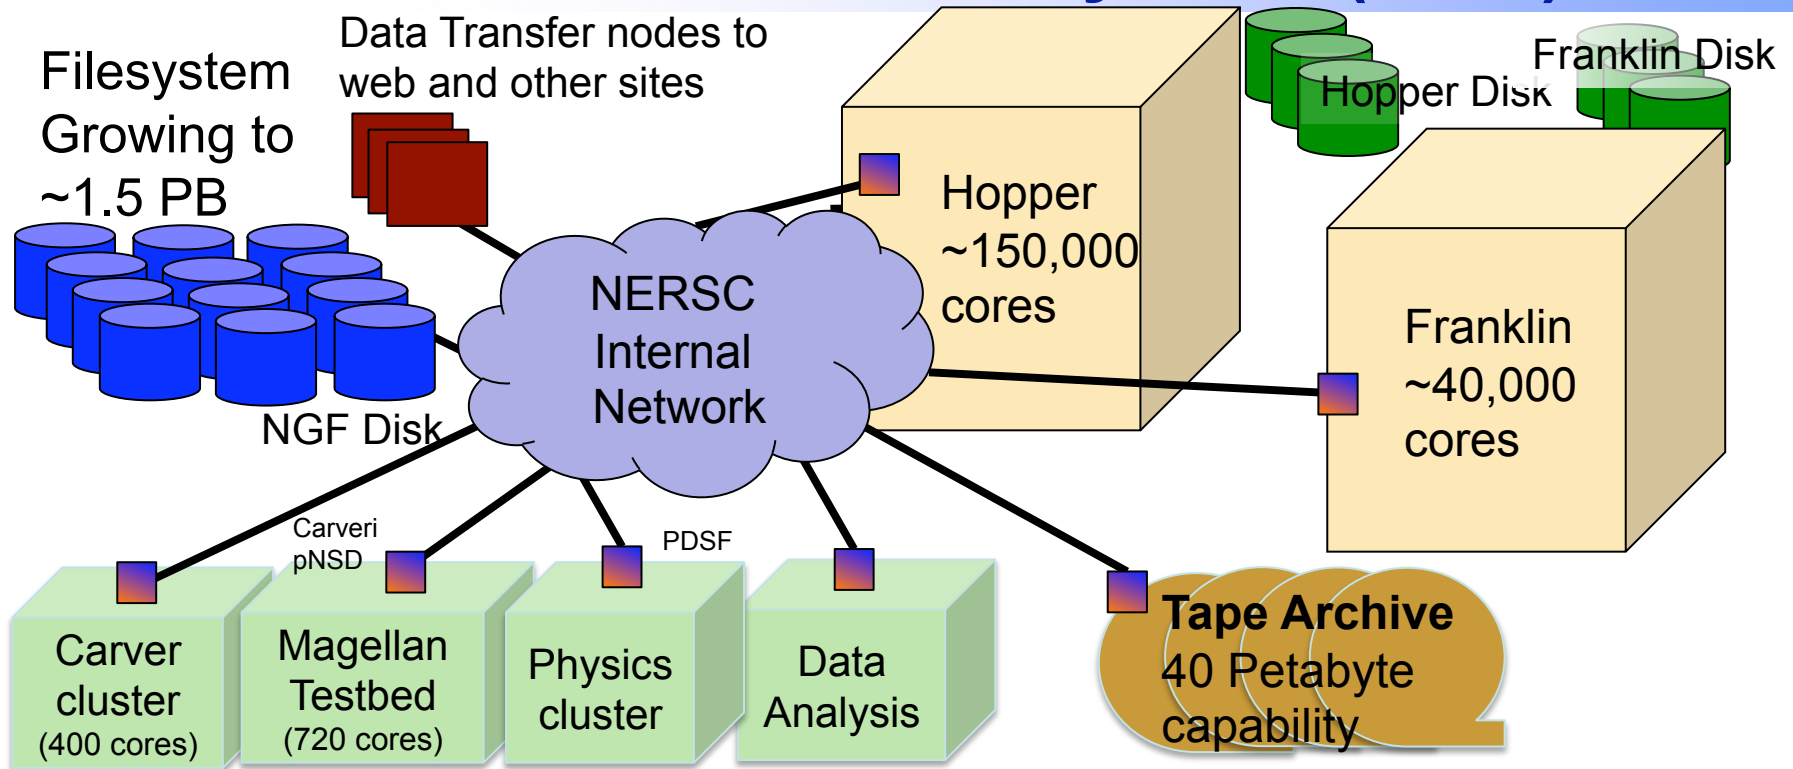 Data Transfer nodes to
web and other sites
Filesystem
Growing to
~1.5 PB
Franklin Disk
Hopper Disk
Hopper
~150,000
cores
NERSC
Internal
Network
Franklin
~40,000
cores
NGF Disk
Carveri
pNSD
PDSF
Carver
cluster
(400 cores)
Magellan
Testbed
(720 cores)
Physics
cluster
Data
Analysis
Tape Archive
40 Petabyte
capability